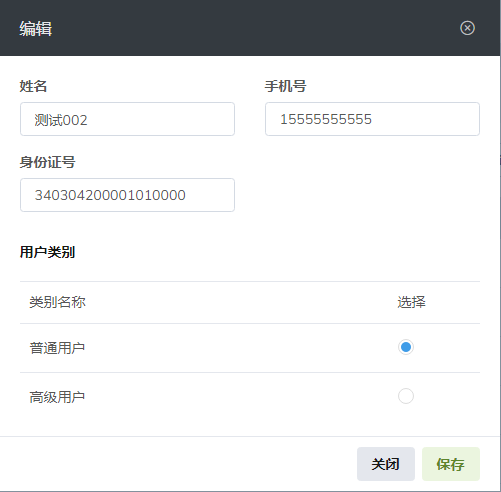 编辑
姓名 手机号
测试002 15555555555
身份证号
340304200001010000
用户类别
类别名称 选择
普通用户
高级用户
关闭 保存